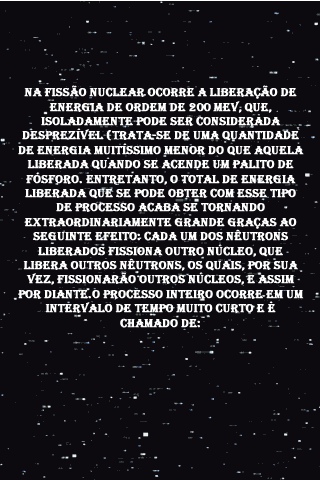 NA FISSÃO NUCLEAR OCORRE A LIBERAÇÃO DE
ENERGIA DE ORDEM DE 200 MEV, QUE,
ISOLADAMENTE PODE SER CONSIDERADA
DESPREZÍVEL (TRATA-SE DE UMA QUANTIDADE
DE ENERGIA MUITÍSSIMO MENOR DO QUE AQUELA
LIBERADA QUANDO SE ACENDE UM PALITO DE
FÓSFORO. ENTRETANTO, O TOTAL DE ENERGIA
LIBERADA QUE SE PODE OBTER COM ESSE TIPO
DE PROCESSO ACABA SE TORNANDO
EXTRAORDINARIAMENTE GRANDE GRAÇAS AO
SEGUINTE EFEITO: CADA UM DOS NÊUTRONS
LIBERADOS FISSIONA OUTRO NÚCLEO, QUE
LIBERA OUTROS NÊUTRONS, OS QUAIS, POR SUA
VEZ, FISSIONARÃO OUTROS NÚCLEOS, E ASSIM
POR DIANTE.O PROCESSO INTEIRO OCORRE EM UM
INTERVALO DE TEMPO MUITO CURTO E É
CHAMADO DE: